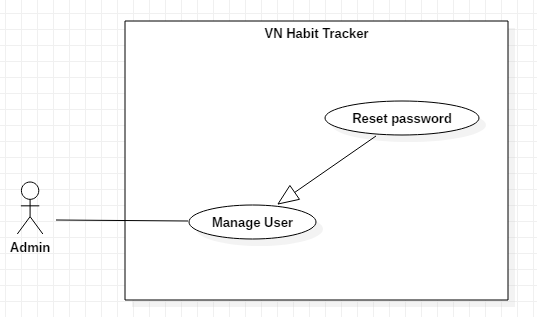 VN Habit Tracker
Reset password
Manage User
Admin